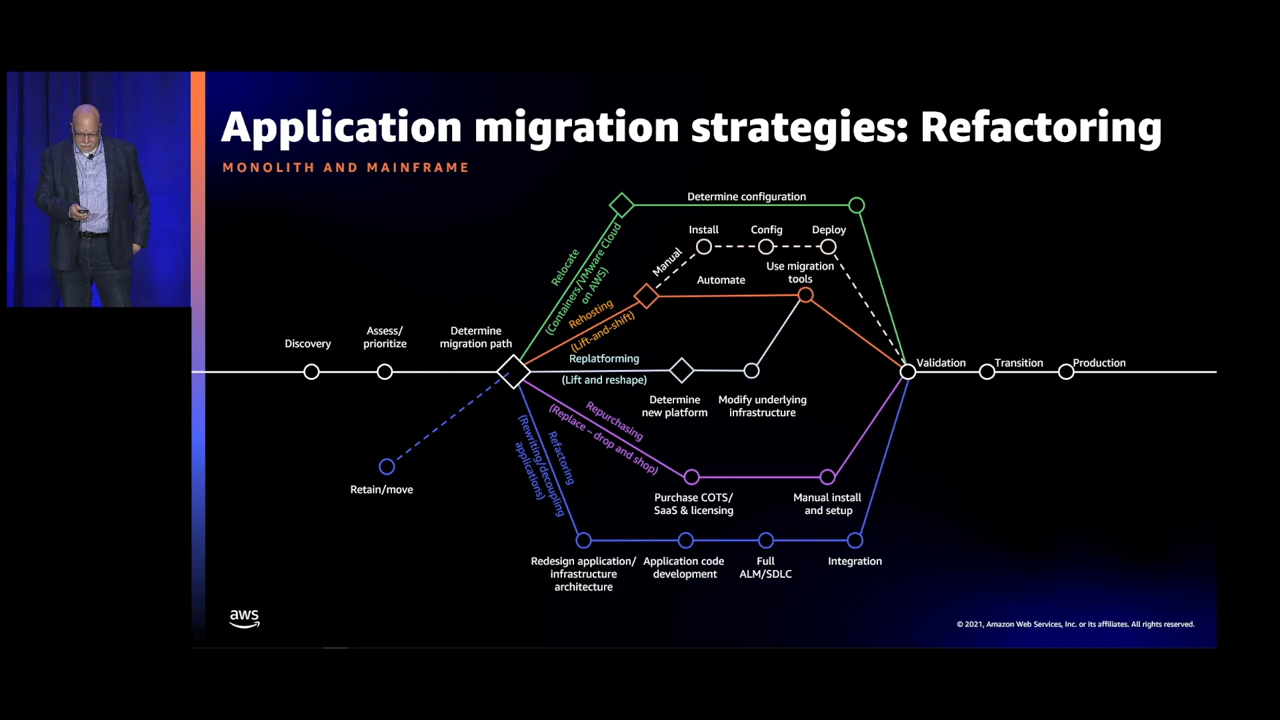 Application migration strategies: Refactoring
MONOLITH AND MAINFRAME
Determine configuration
Install
Config
Deploy
Manual
Relocate
(Containers/VMware Cloud
on AWS)
Automate
Use migration
tools
Rehosting
(Lift-and-shift)
Discovery
Assess/
prioritize
Determine
migration path
Replatforming
(Lift and reshape)
Determine
new platform
Modify underlying
infrastructure
Validation
Transition
Production
Repurchasing
(Replace – drop and shop)
Refactoring
(Rewriting/decoupling
applications)
Retain/move
Purchase COTS/
SaaS & licensing
Manual install
and setup
Redesign application/
infrastructure
architecture
Application code
development
Full
ALM/SDLC
Integration
aws
© 2021, Amazon Web Services, Inc. or its affiliates. All rights reserved.